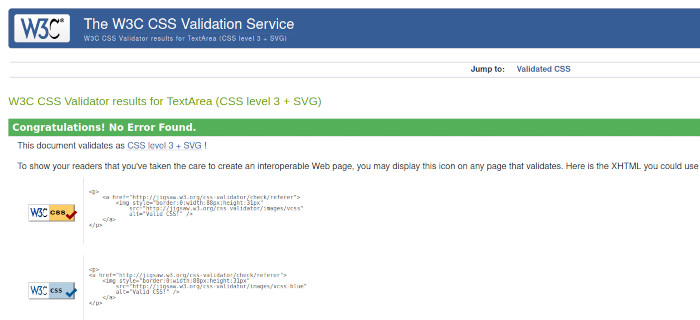 W3C®
The W3C CSS Validation Service
W3C CSS Validator results for TextArea (CSS level 3 + SVG)
Jump to: Validated CSS
W3C CSS Validator results for TextArea (CSS level 3 + SVG)
Congratulations! No Error Found.
This document validates as CSS level 3 + SVG !
To show your readers that you've taken the care to create an interoperable Web page, you may display this icon on any page that validates. Here is the XHTML you could use
W3C css
<p>
<a href="http://jigsaw.w3.org/css-validator/check/referer">
<img style="border:0;width:88px;height:31px"
src="http://jigsaw.w3.org/css-validator/images/vcss"
alt="Valid CSS!" />
</a>
</p>
W3C css
<p>
<a href="http://jigsaw.w3.org/css-validator/check/referer">
<img style="border:0;width:88px;height:31px"
src="http://jigsaw.w3.org/css-validator/images/vcss-blue"
alt="Valid CSS!" />
</a>
</p>